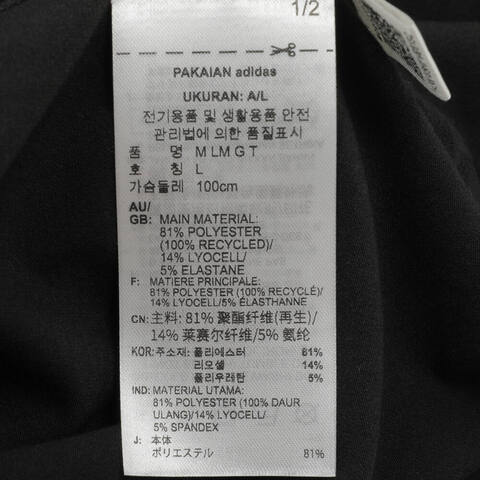 1/2
PAKAIAN adidas
UKURAN: A/L
전기용품 및 생활용품 안전
관리법에 의한 품질표시
품 명 M LM G T
호 칭 L
가슴둘레 100cm
AU/
GB: MAIN MATERIAL:
81% POLYESTER
(100% RECYCLED)/
14% LYOCELL/
5% ELASTANE
F: MATIERE PRINCIPALE:
81% POLYESTER (100% RECYCLÉ)/
14% LYOCELL/5% ÉLASTHANNE
CN: 主料: 81% 聚酯纤维(再生)/
14% 莱赛尔纤维/5% 氨纶
KOR: 주소재: 폴리에스터 81%
리오셀 14%
폴리우레탄 5%
IND: MATERIAL UTAMA:
81% POLYESTER (100% DAUR
ULANG)/14% LYOCELL/
5% SPANDEX
J: 本体
ポリエステル 81%